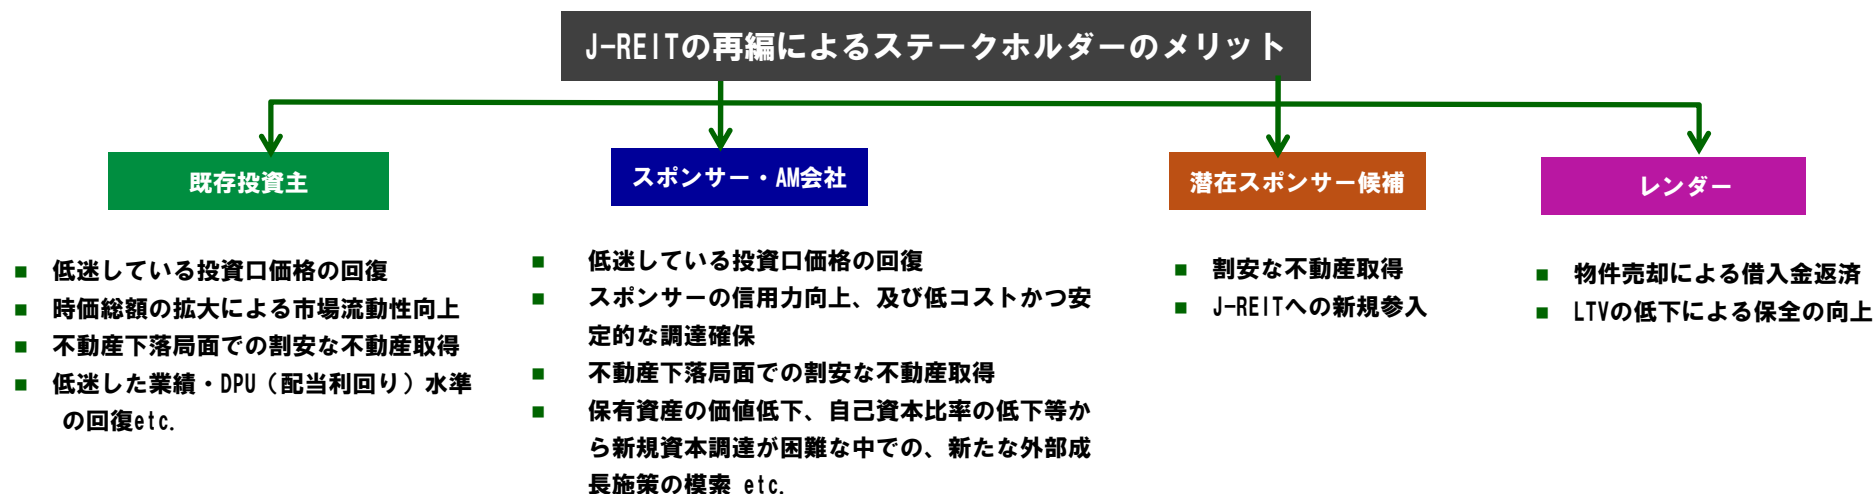 J-REITの再編によるステークホルダーのメリット
既存投資主
低迷している投資口価格の回復
時価総額の拡大による市場流動性向上
不動産下落局面での割安な不動産取得
低迷した業績・DPU（配当利回り）水準
の回復etc.
スポンサー・AM会社
低迷している投資口価格の回復
スポンサーの信用力向上、及び低コストかつ安
定的な調達確保
不動産下落局面での割安な不動産取得
保有資産の価値低下、自己資本比率の低下等か
ら新規資本調達が困難な中での、新たな外部成
長施策の模索 etc.
潜在スポンサー候補
割安な不動産取得
J-REITへの新規参入
レンダー
物件売却による借入金返済
LTVの低下による保全の向上